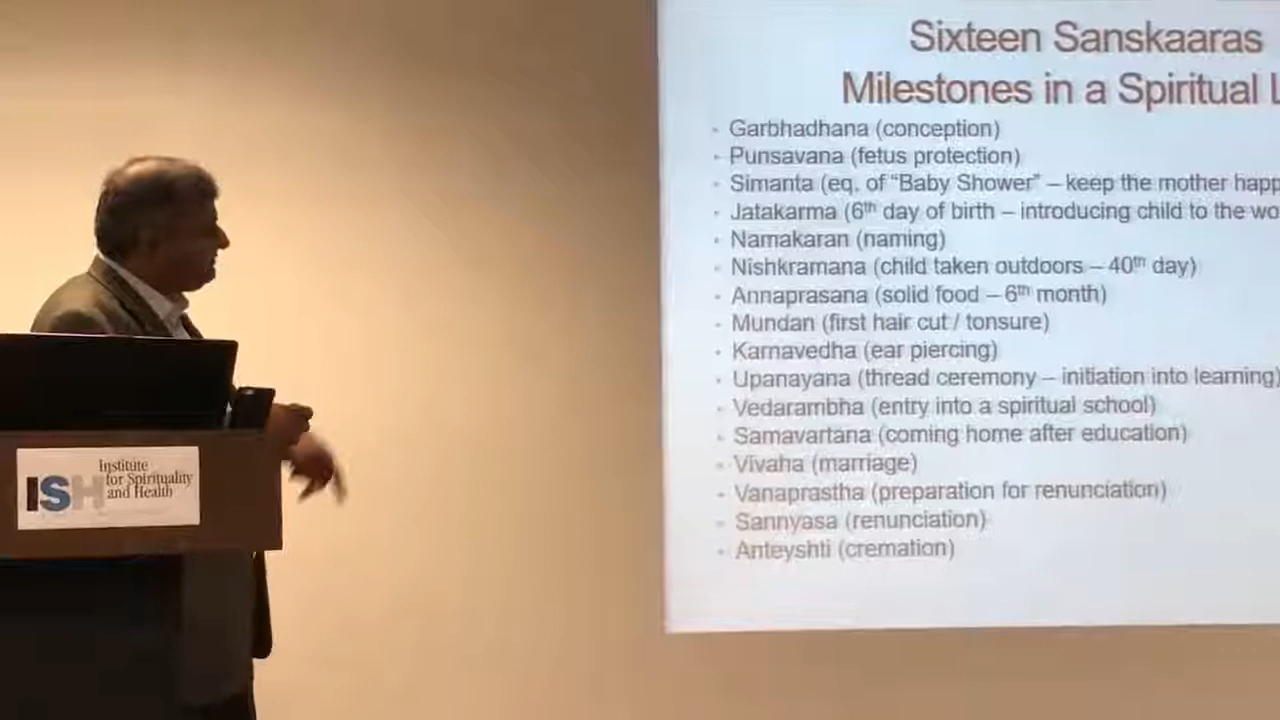 Sixteen Sanskaaras
Milestones in a Spiritual
· Garbhadhana (conception)
· Punsavana (fetus protection)
· Simanta (eq. of “Baby Shower” – keep the mother
· Jatakarma (6th day of birth – introducing child to the
· Namakaran (naming)
· Nishkramana (child taken outdoors – 40th day)
· Annaprasana (solid food – 6th month)
· Mundan (first hair cut / tonsure)
· Karnavedha (ear piercing)
· Upanayana (thread ceremony – initiation into learning)
· Vedarambha (entry into a spiritual school)
· Samavartana (coming home after education)
· Vivaha (marriage)
· Vanaprastha (preparation for renunciation)
· Sannyasa (renunciation)
· Anteyshti (cremation)
ISH
Institute
for Spirituality
and Health